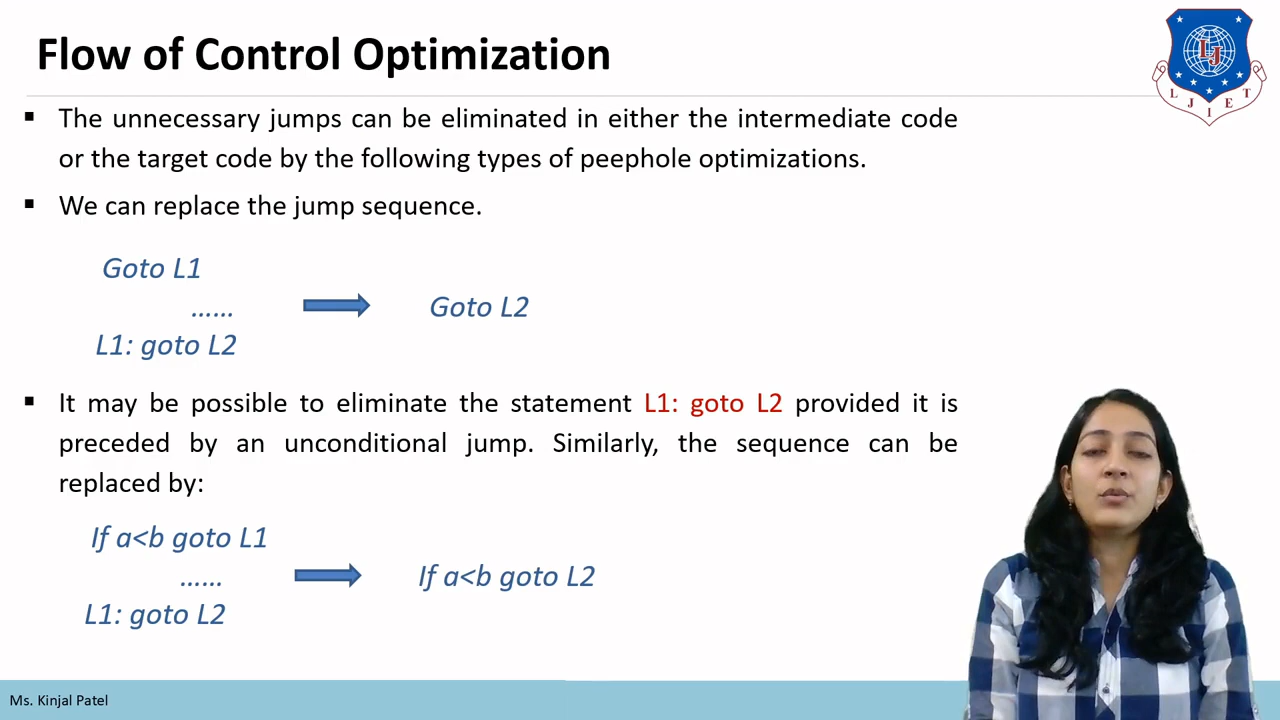 Flow of Control Optimization
LJ
L J I E T
▪ The unnecessary jumps can be eliminated in either the intermediate code
or the target code by the following types of peephole optimizations.
▪ We can replace the jump sequence.
Goto L1
......
Goto L2
L1: goto L2
▪ It may be possible to eliminate the statement L1: goto L2 provided it is
preceded by an unconditional jump. Similarly, the sequence can be
replaced by:
If a<b goto L1
......
If a<b goto L2
L1: goto L2
Ms. Kinjal Patel